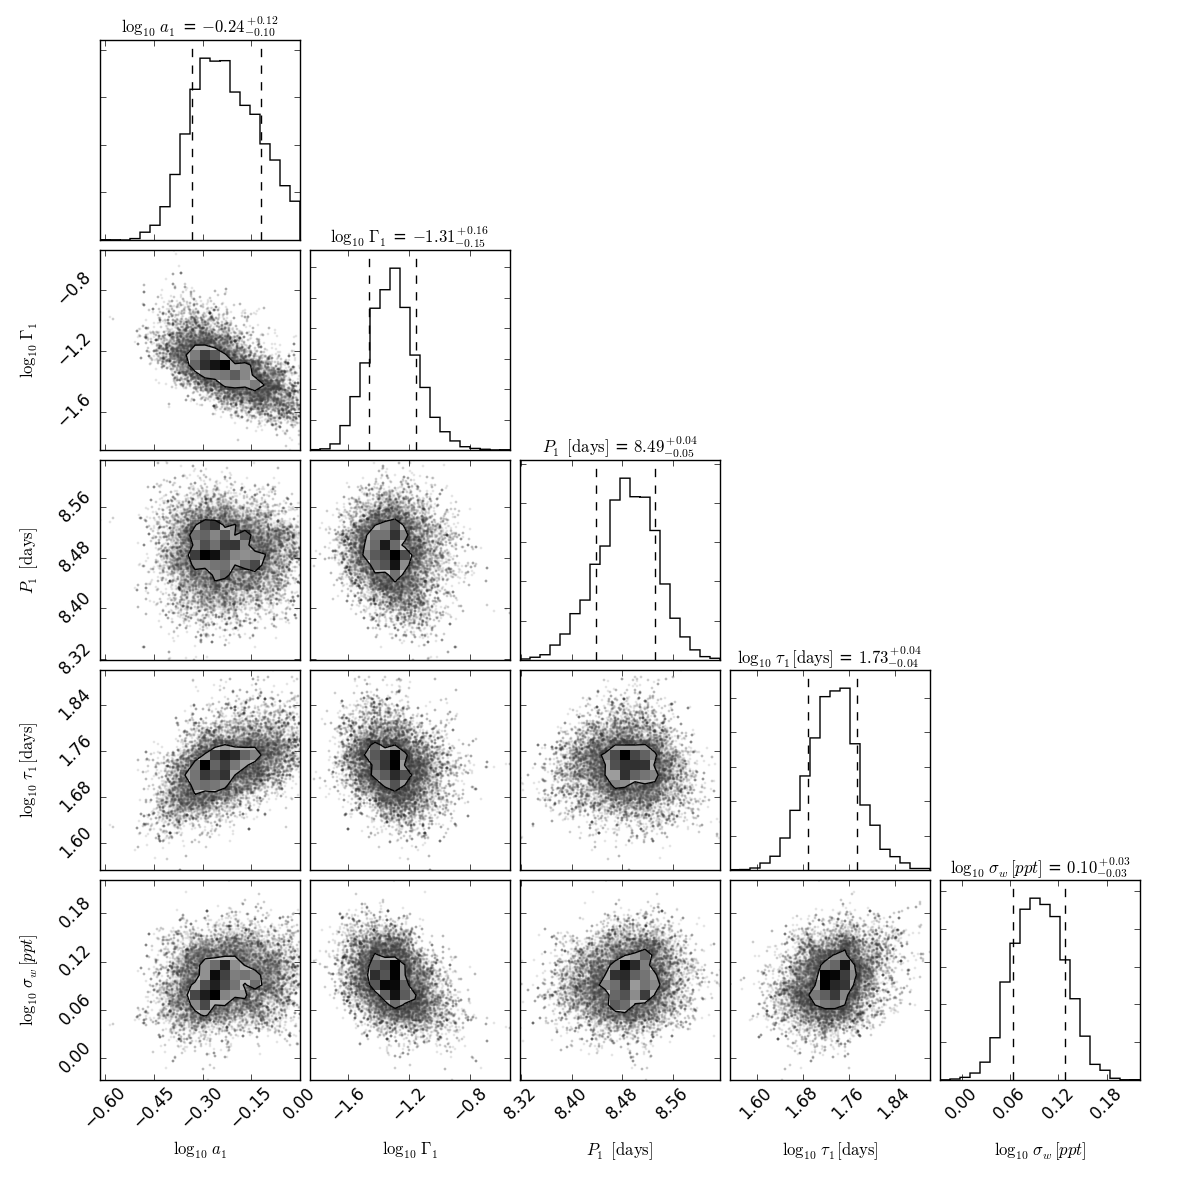 log₁₀ a₁ = −0.24 +0.12 −0.10
−0.8
−1.2
−1.6
log₁₀ Γ₁
log₁₀ Γ₁ = −1.31 +0.16 −0.15
8.56
8.48
8.40
8.32
P₁ [days]
P₁ [days] = 8.49 +0.04 −0.05
1.84
1.76
1.68
1.60
log₁₀ τ₁[days]
log₁₀ τ₁[days] = 1.73 +0.04 −0.04
0.18
0.12
0.06
0.00
log₁₀ σw [ppt]
log₁₀ σw [ppt] = 0.10 +0.03 −0.03
−0.60 −0.45 −0.30 −0.15 0.00
−1.6 −1.2 −0.8
8.32 8.40 8.48 8.56
1.60 1.68 1.76 1.84
0.00 0.06 0.12 0.18
log₁₀ a₁
log₁₀ Γ₁
P₁ [days]
log₁₀ τ₁[days]
log₁₀ σw [ppt]